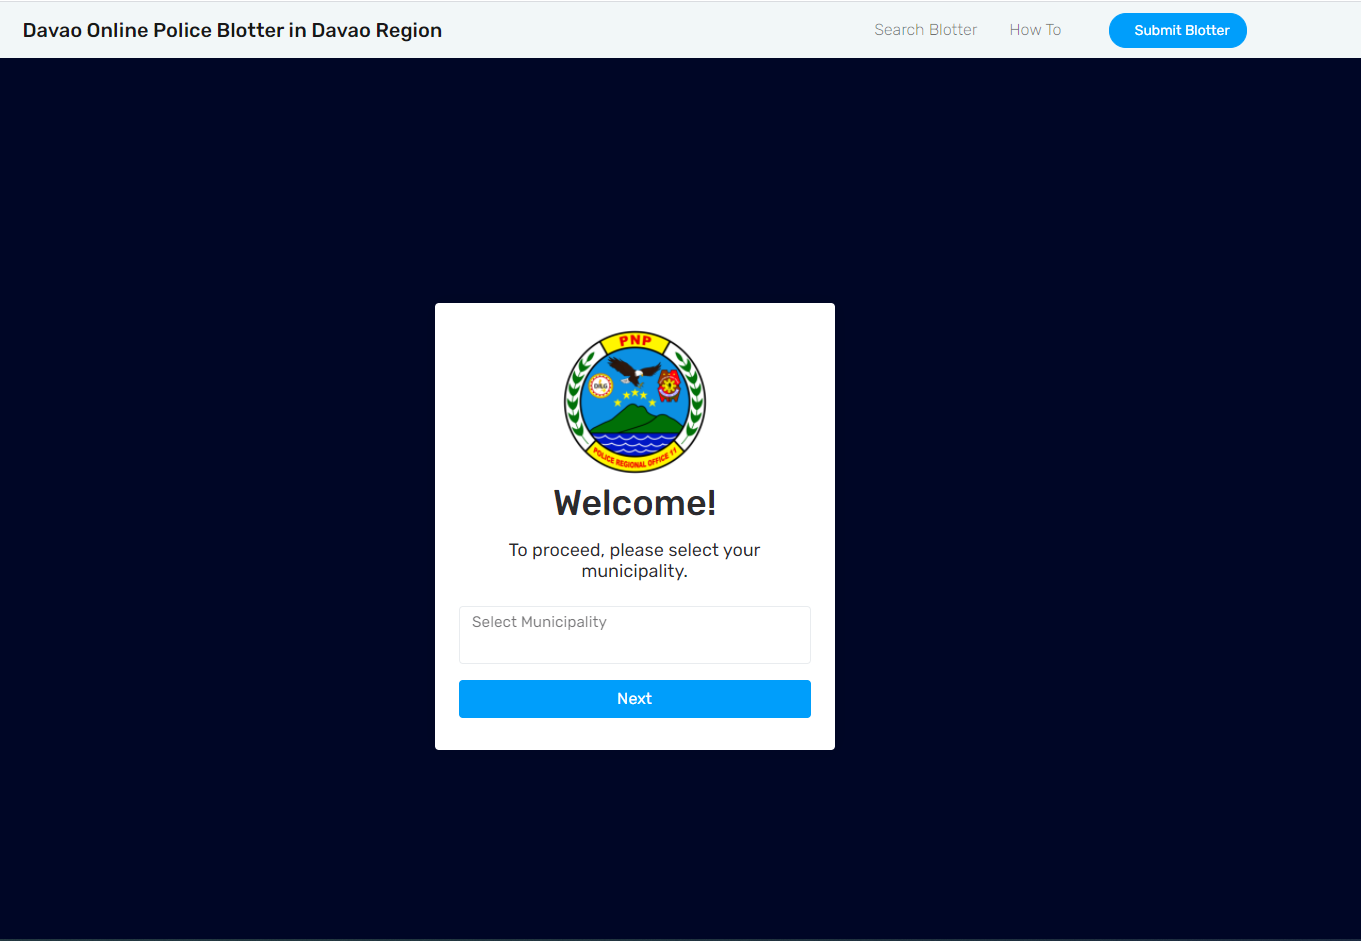 Davao Online Police Blotter in Davao Region
Search Blotter
How To
Submit Blotter
PNP
DILG
POLICE REGIONAL OFFICE 11
Welcome!
To proceed, please select your
municipality.
Select Municipality
Next